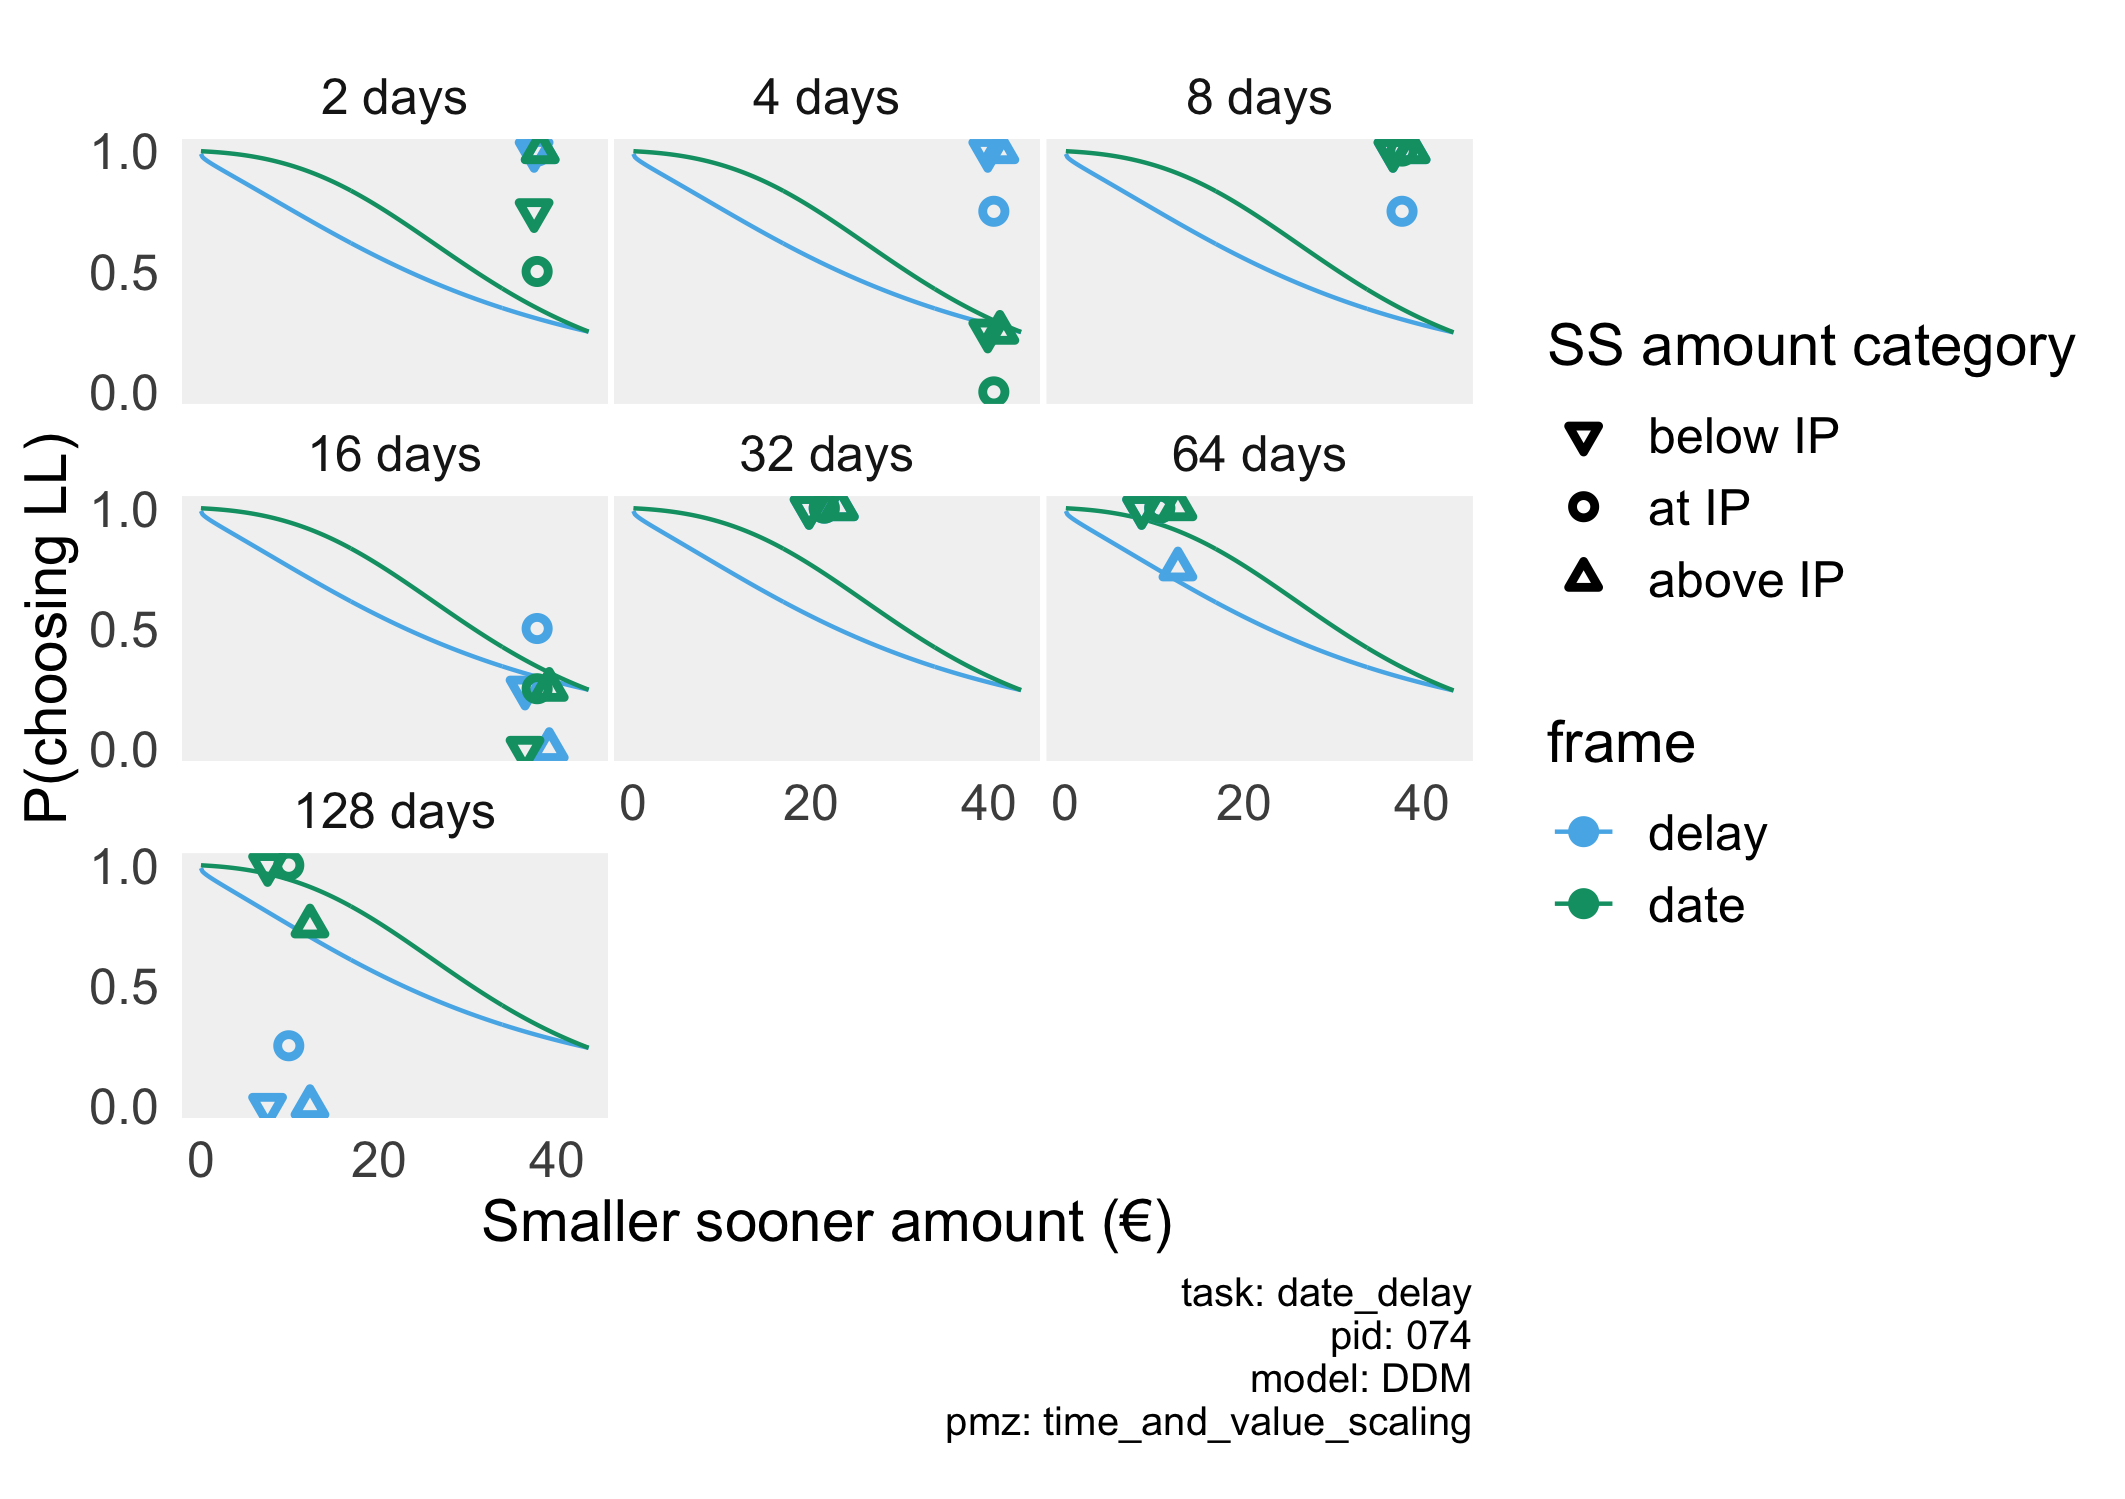 2 days
4 days
8 days
1.0
0.5
0.0
16 days
32 days
64 days
1.0
0.5
0.0
0
20
40
0
20
40
128 days
1.0
0.5
0.0
0
20
40
P(choosing LL)
Smaller sooner amount (€)
SS amount category
below IP
at IP
above IP
frame
delay
date
task: date_delay
pid: 074
model: DDM
pmz: time_and_value_scaling